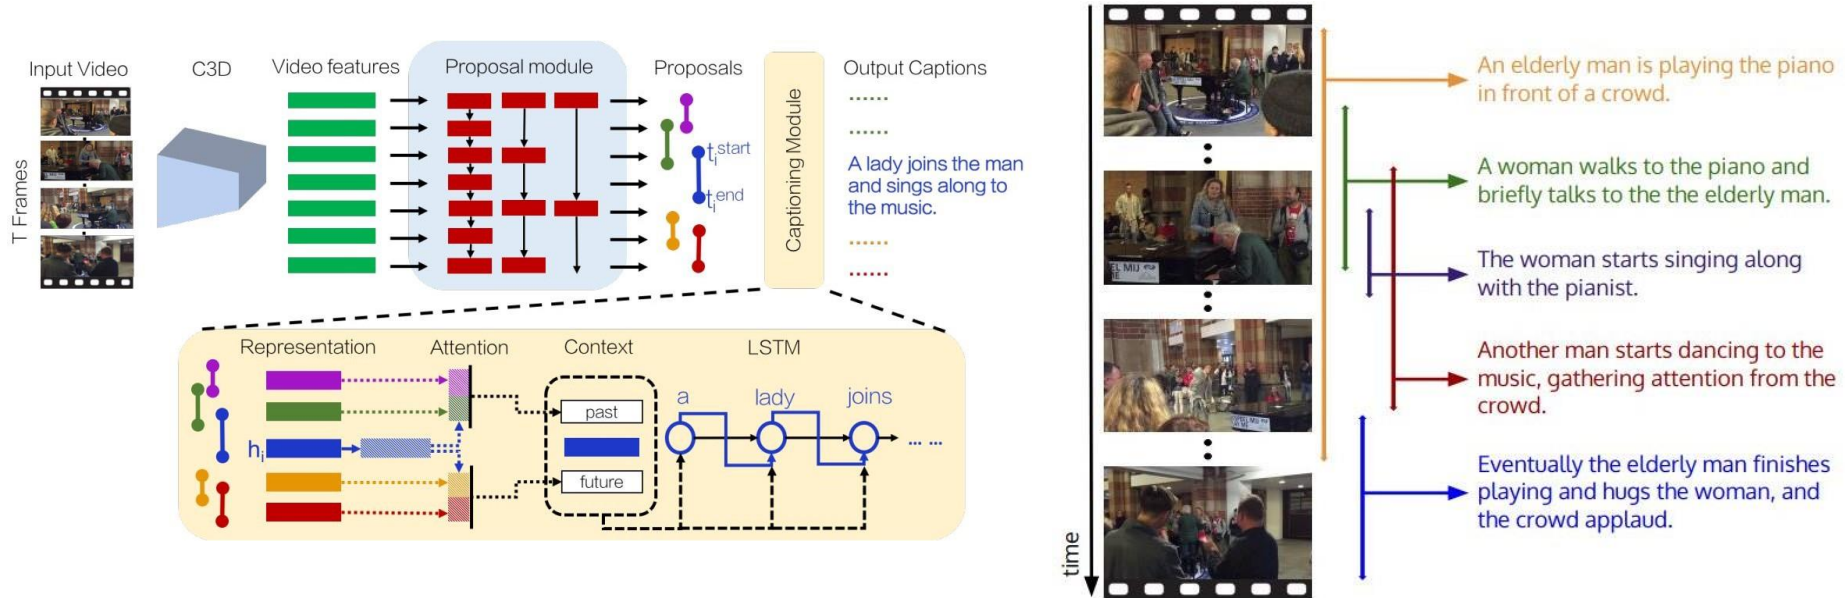 Input Video
C3D
Video features
Proposal module
Proposals
Captioning Module
Output Captions
T Frames
t_i^start
t_i^end
......
......
A lady joins the man
and sings along to
the music.
......
......
Representation
Attention
Context
LSTM
h_i
past
future
a
lady
joins
... ...
time
EL MIJ
An elderly man is playing the piano
in front of a crowd.
A woman walks to the piano and
briefly talks to the the elderly man.
The woman starts singing along
with the pianist.
Another man starts dancing to the
music, gathering attention from the
crowd.
Eventually the elderly man finishes
playing and hugs the woman, and
the crowd applaud.